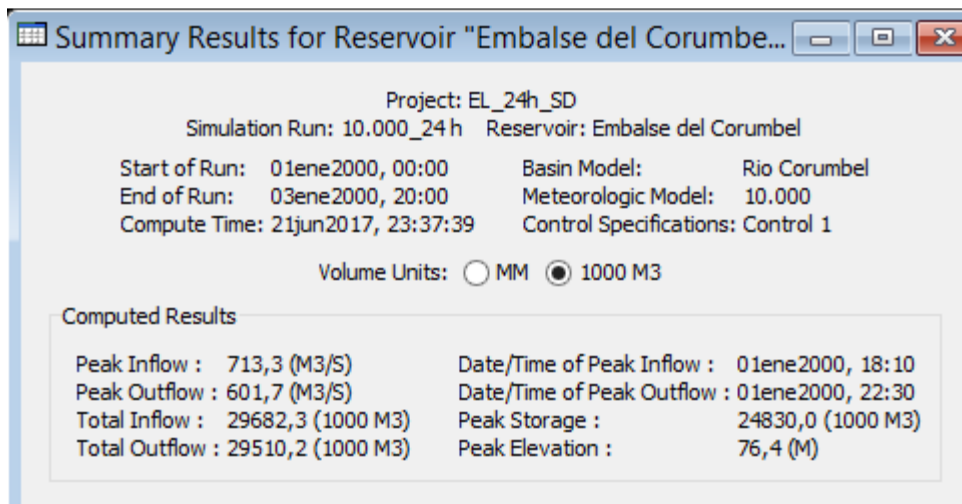 Summary Results for Reservoir "Embalse del Corumbe...
Project: EL_24h_SD
Simulation Run: 10.000_24 h Reservoir: Embalse del Corumbel
Start of Run: 01ene2000, 00:00 Basin Model: Rio Corumbel
End of Run: 03ene2000, 20:00 Meteorologic Model: 10.000
Compute Time: 21jun2017, 23:37:39 Control Specifications: Control 1
Volume Units: MM 1000 M3
Computed Results
Peak Inflow : 713,3 (M3/S) Date/Time of Peak Inflow : 01ene2000, 18:10
Peak Outflow : 601,7 (M3/S) Date/Time of Peak Outflow : 01ene2000, 22:30
Total Inflow : 29682,3 (1000 M3) Peak Storage : 24830,0 (1000 M3)
Total Outflow : 29510,2 (1000 M3) Peak Elevation : 76,4 (M)